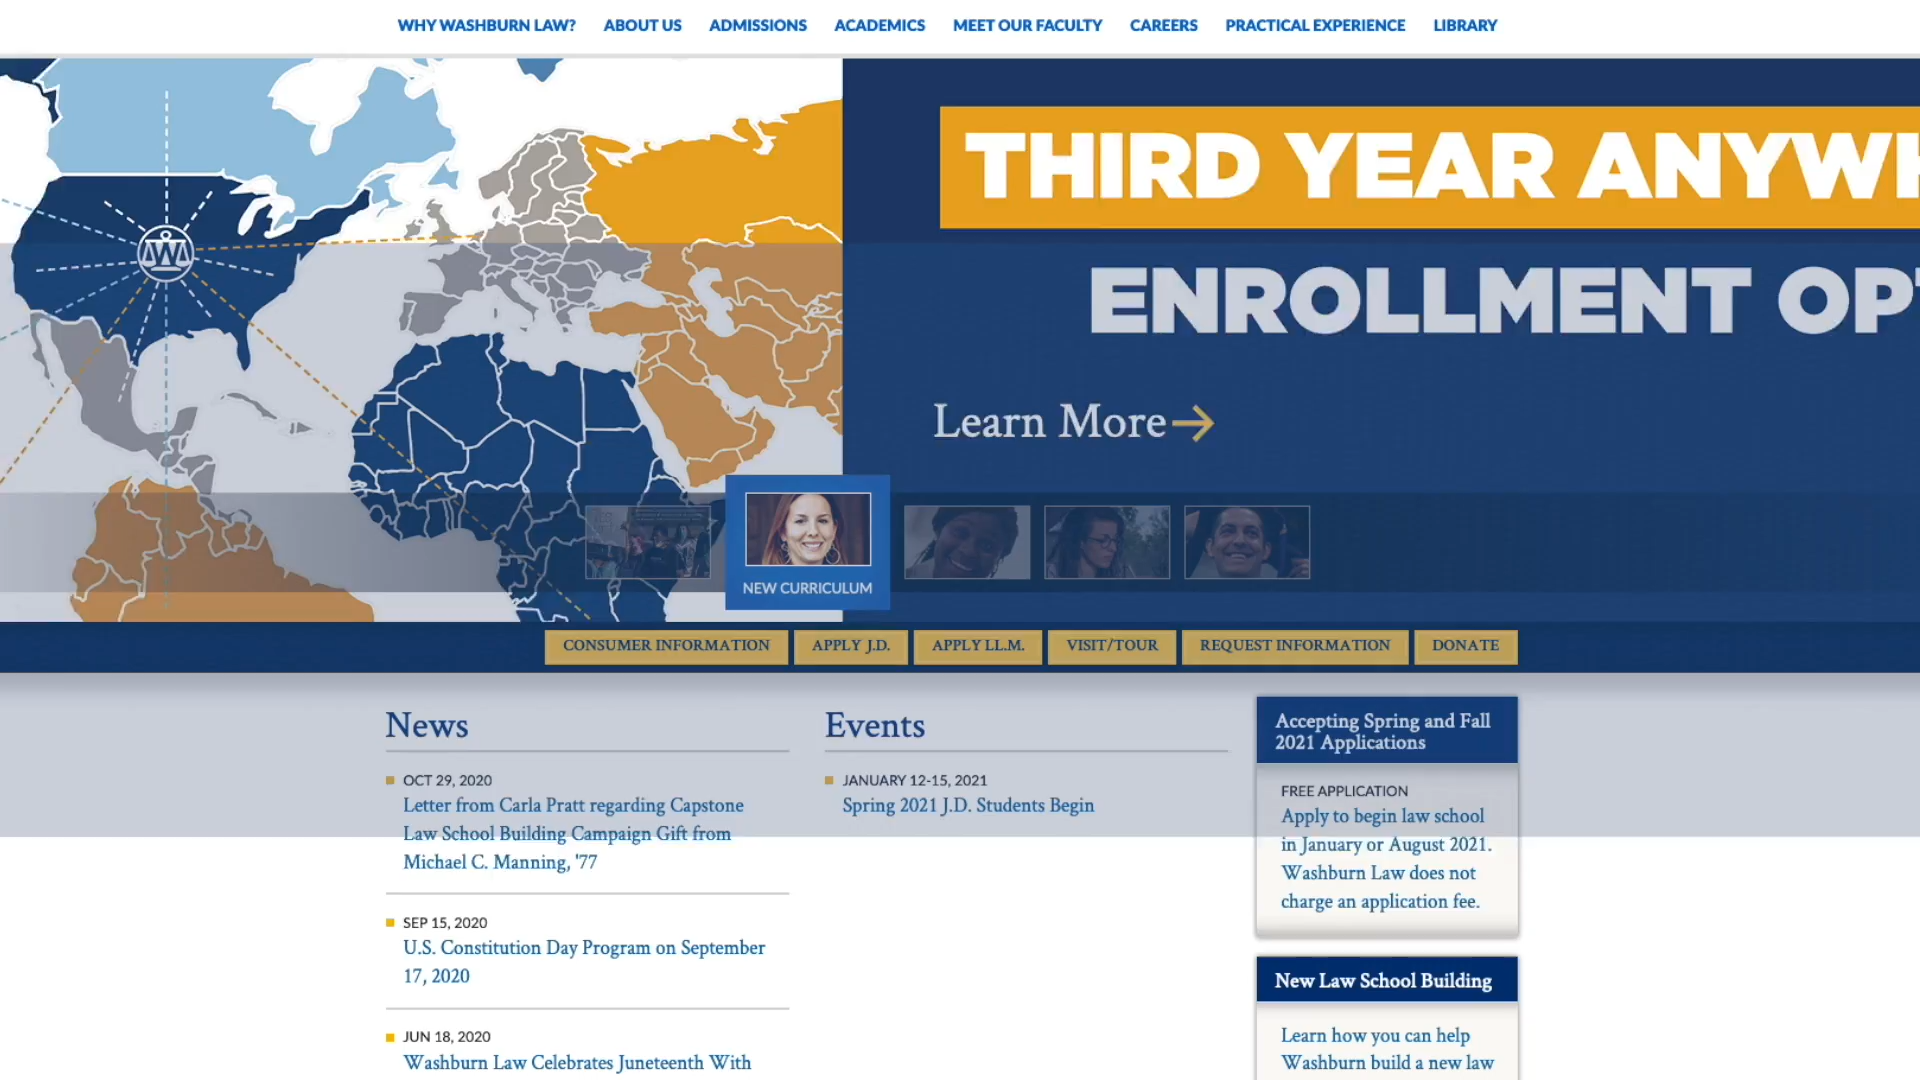 WHY WASHBURN LAW? ABOUT US ADMISSIONS ACADEMICS MEET OUR FACULTY CAREERS PRACTICAL EXPERIENCE LIBRARY
THIRD YEAR
ENROLLMENT
Learn More
W
NEW CURRICULUM
CONSUMER INFORMATION APPLY J.D. APPLY LL.M. VISIT/TOUR REQUEST INFORMATION DONATE
News
OCT 29, 2020
Letter from Carla Pratt regarding Capstone
Law School Building Campaign Gift from
Michael C. Manning, '77
SEP 15, 2020
U.S. Constitution Day Program on September
17, 2020
JUN 18, 2020
Washburn Law Celebrates Juneteenth With
Events
JANUARY 12-15, 2021
Spring 2021 J.D. Students Begin
Accepting Spring and Fall
2021 Applications
FREE APPLICATION
Apply to begin law school
in January or August 2021.
Washburn Law does not
charge an application fee.
New Law School Building
Learn how you can help
Washburn build a new law